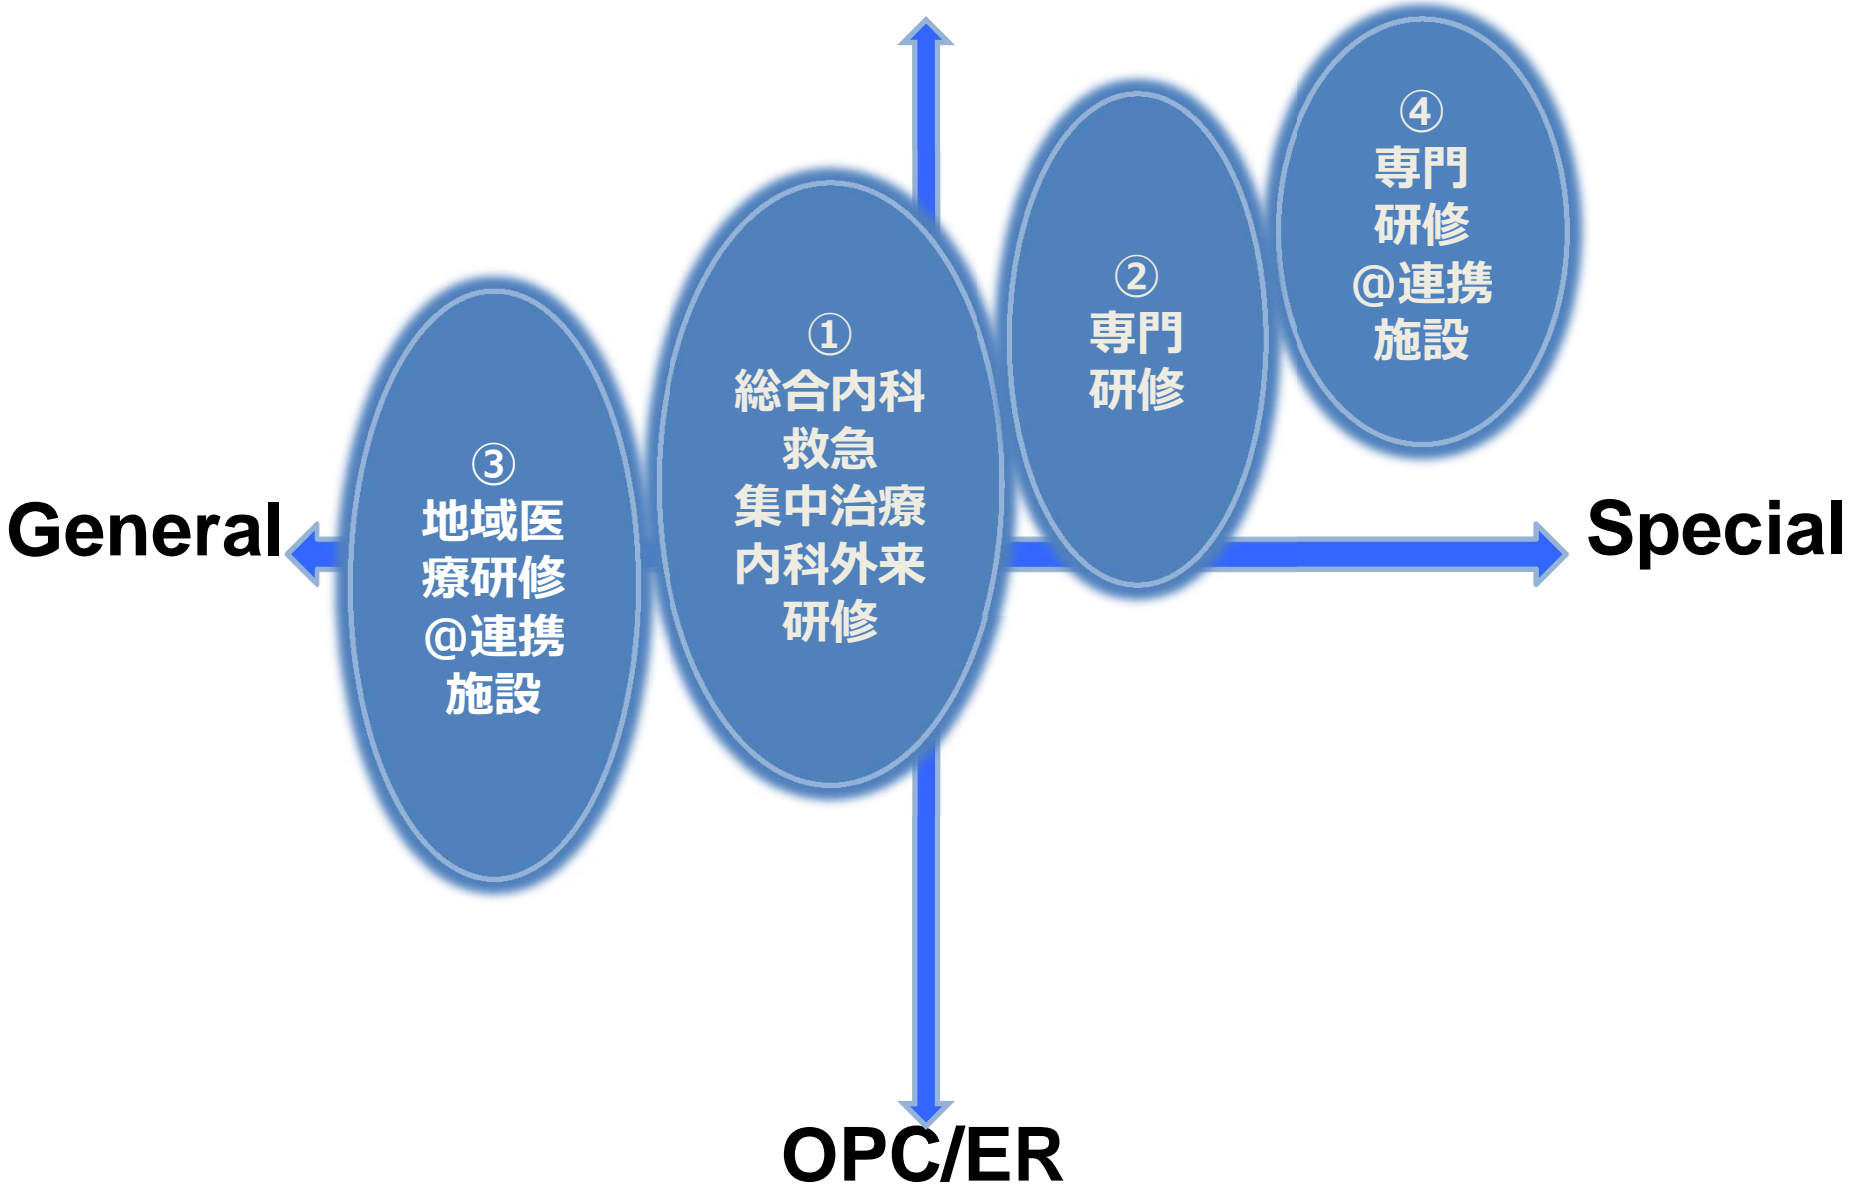 ④
専門
研修
@連携
施設
②
専門
研修
①
総合内科
救急
集中治療
内科外来
研修
③
地域医
療研修
@連携
施設
General
Special
OPC/ER